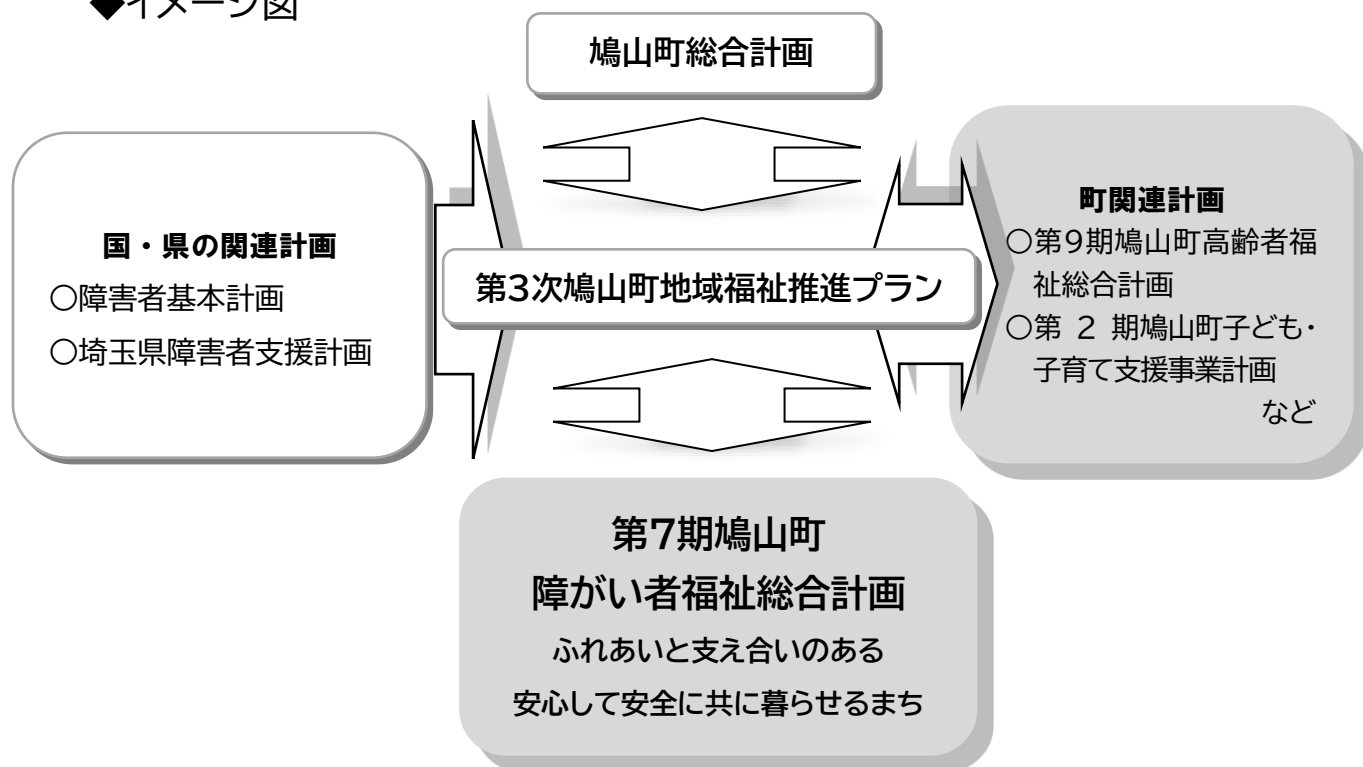 ◆イメージ図
鳩山町総合計画
国・県の関連計画
○障害者基本計画
○埼玉県障害者支援計画
第3次鳩山町地域福祉推進プラン
町関連計画
○第9期鳩山町高齢者福
祉総合計画
○第 2 期鳩山町子ども・
子育て支援事業計画
など
第7期鳩山町
障がい者福祉総合計画
ふれあいと支え合いのある
安心して安全に共に暮らせるまち